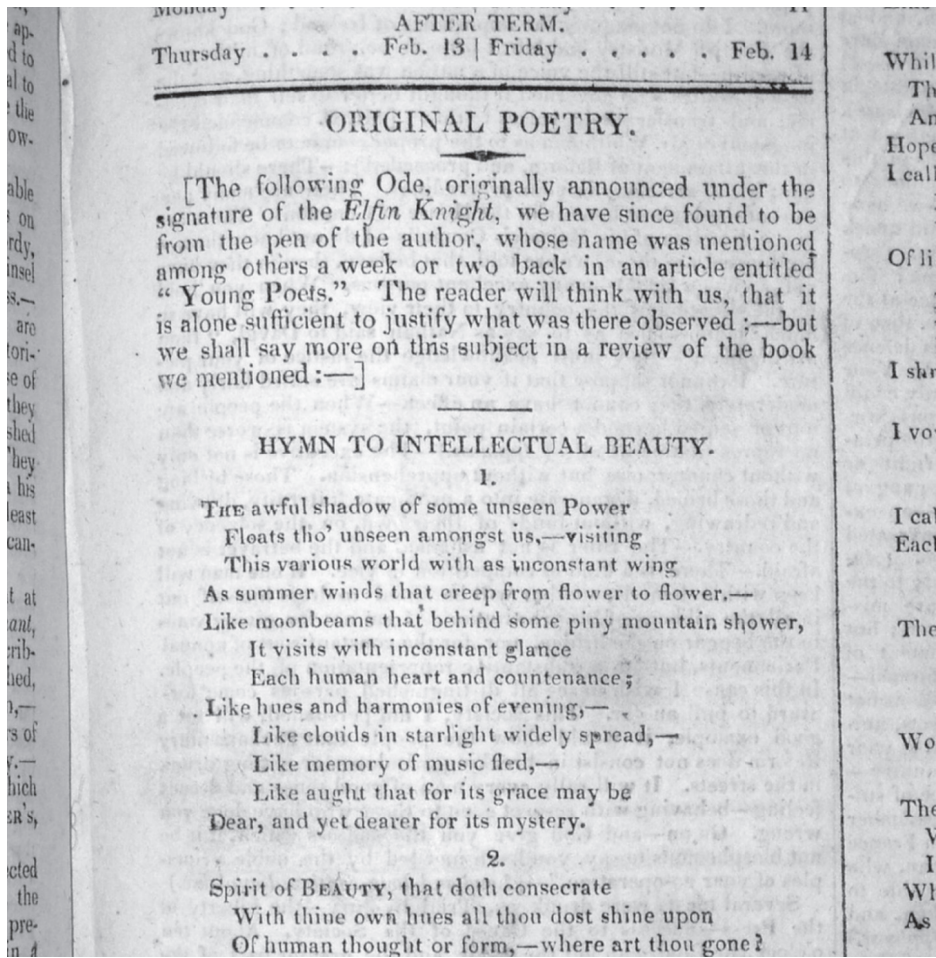 AFTER TERM.
Thursday . . . . Feb. 13 | Friday . . . . . Feb. 14
ORIGINAL POETRY.
[The following Ode, originally announced under the
signature of the Elfin Knight, we have since found to be
from the pen of the author, whose name was mentioned
among others a week or two back in an article entitled
“ Young Poets.” The reader will think with us, that it
is alone sufficient to justify what was there observed ;—but
we shall say more on this subject in a review of the book
we mentioned :—]
HYMN TO INTELLECTUAL BEAUTY.
1.
THE awful shadow of some unseen Power
Floats tho' unseen amongst us,—visiting
This various world with as inconstant wing
As summer winds that creep from flower to flower.—
Like moonbeams that behind some piny mountain shower,
It visits with inconstant glance
Each human heart and countenance;
Like hues and harmonies of evening,—
Like clouds in starlight widely spread,—
Like memory of music fled,—
Like aught that for its grace may be
Dear, and yet dearer for its mystery.
2.
Spirit of BEAUTY, that doth consecrate
With thine own hues all thou dost shine upon
Of human thought or form,—where art thou gone?